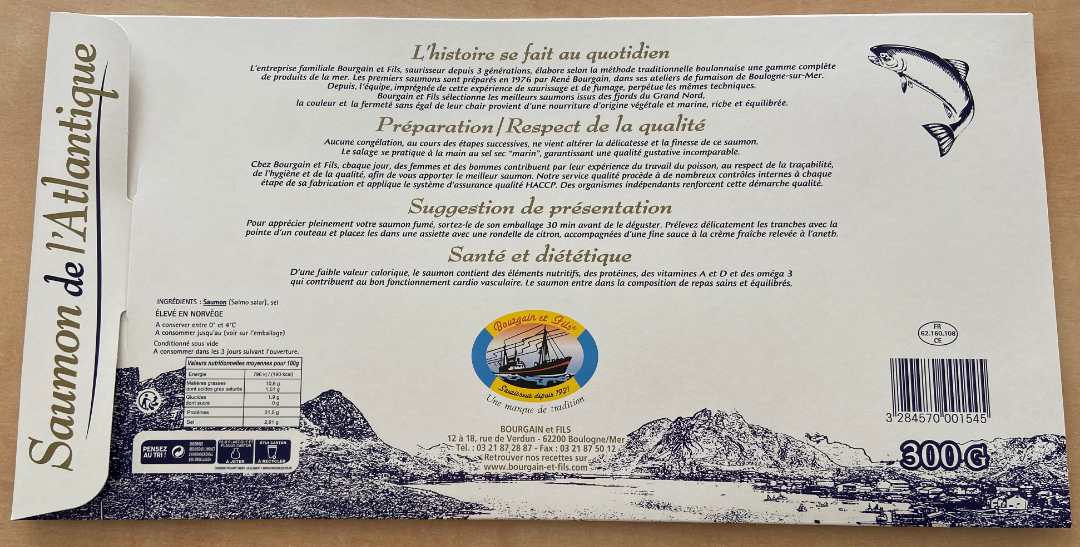 Saumon de l'Atlantique
L'histoire se fait au quotidien
L'entreprise familiale Bourgain et Fils, saurisseur depuis 3 générations, élabore selon la méthode traditionnelle boulonnaise une gamme complète
de produits de la mer. Les premiers saumons sont préparés en 1976 par René Bourgain, dans ses ateliers de fumaison de Boulogne-sur-Mer.
Depuis, l'équipe, imprégnée de cette expérience de saurissage et de fumage, perpétue les mêmes techniques.
Bourgain et Fils sélectionne les meilleurs saumons issus des fjords du Grand Nord,
la couleur et la fermeté sans égal de leur chair provient d'une nourriture d'origine végétale et marine, riche et équilibrée.
Préparation/Respect de la qualité
Aucune congélation, au cours des étapes successives, ne vient altérer la délicatesse et la finesse de ce saumon.
Le salage se pratique à la main au sel sec "marin", garantissant une qualité gustative incomparable.
Chez Bourgain et Fils, chaque jour, des femmes et des hommes contribuent par leur expérience du travail du poisson, au respect de la traçabilité,
de l'hygiène et de la qualité, afin de vous apporter le meilleur saumon. Notre service qualité procède à de nombreux contrôles internes à chaque
étape de sa fabrication et applique le système d'assurance qualité HACCP. Des organismes indépendants renforcent cette démarche qualité.
Suggestion de présentation
Pour apprécier pleinement votre saumon fumé, sortez-le de son emballage 30 min avant de le déguster. Prélevez délicatement les tranches avec la
pointe d'un couteau et placez les dans une assiette avec une rondelle de citron, accompagnées d'une fine sauce à la crème fraîche relevée à l'aneth.
Santé et diététique
D'une faible valeur calorique, le saumon contient des éléments nutritifs, des protéines, des vitamines A et D et des oméga 3
qui contribuent au bon fonctionnement cardio vasculaire. Le saumon entre dans la composition de repas sains et équilibrés.
INGRÉDIENTS : Saumon (Salmo salar), sel
ÉLEVÉ EN NORVÈGE
A conserver entre 0° et 4°C
A consommer jusqu'au (voir sur l'emballage)
Conditionné sous vide
A consommer dans les 3 jours suivant l'ouverture.
Valeurs nutritionnelles moyennes pour 100g
Energie
Matières grasses 10,6 g
dont acides gras saturés
Glucides 1,9 g
dont sucre 0 g
Protéines 21,5 g
Sel 2,91 g
PENSEZ
AU TRI !
À JETER
À RECYCLER
Bourgain et Fils
Saurisseur depuis 1921
Une marque de tradition
BOURGAIN et FILS
12 à 18, rue de Verdun - 62200 Boulogne/Mer
Tél. : 03 21 87 28 87 - Fax : 03 21 87 50 12
Retrouver nos recettes sur
www.bourgain-et-fils.com
FR
62.160.108
CE
3 284570 001545
300G